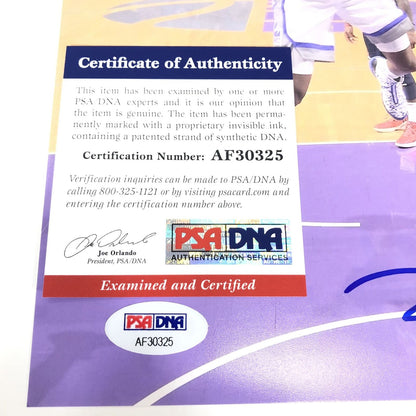 Certificate of Authenticity
This item has been examined by one or more
PSA DNA experts and it is our opinion that
the item is genuine. The item has been perma-
nently marked with a proprietary invisible ink,
containing a patented strand of synthetic DNA.
Certification Number: AF30325
Verification inquiries can be made to PSA/DNA by
calling 800-325-1121 or by visiting psacard.com and
entering the certification number above.
Joe Orlando
President, PSA/DNA
PSA DNA
AUTHENTICATION SERVICES
Examined and Certified
PSA DNA
AF30325